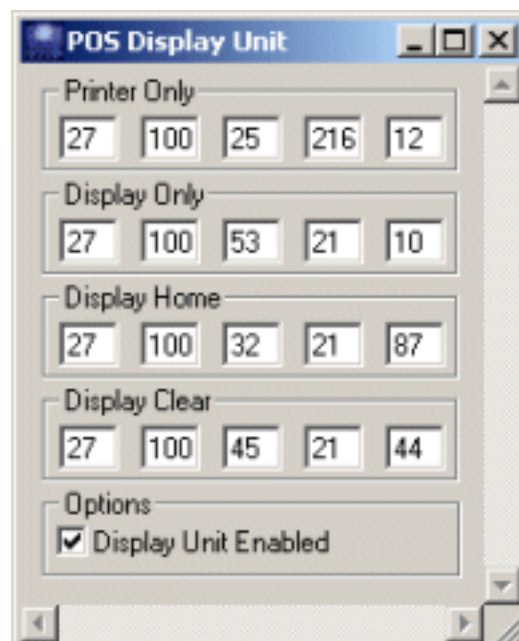 POS Display Unit
Printer Only
27 100 25 216 12
Display Only
27 100 53 21 10
Display Home
27 100 32 21 87
Display Clear
27 100 45 21 44
Options
Display Unit Enabled